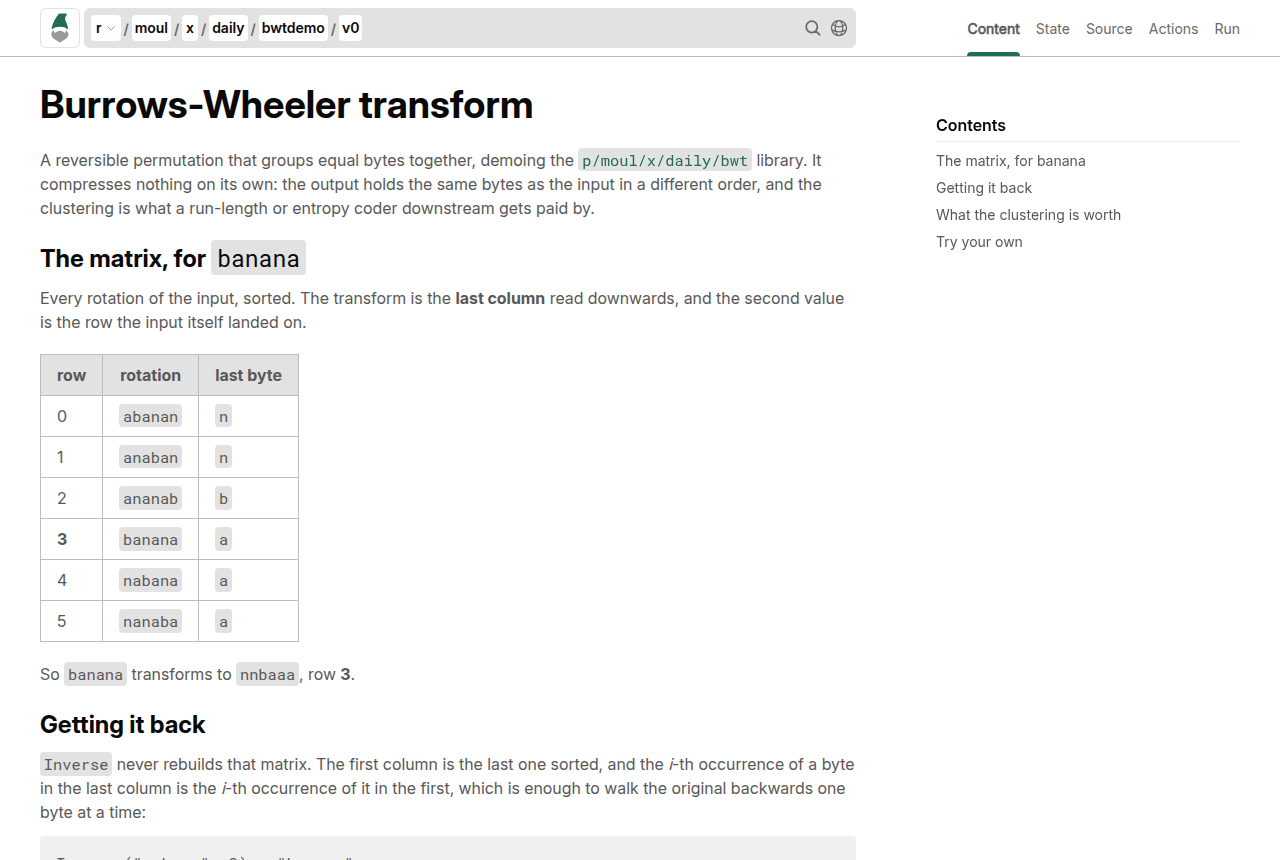 r / moul / x / daily / bwtdemo / v0
Content State Source Actions Run
Burrows-Wheeler transform
A reversible permutation that groups equal bytes together, demoing the p/moul/x/daily/bwt library. It
compresses nothing on its own: the output holds the same bytes as the input in a different order, and the
clustering is what a run-length or entropy coder downstream gets paid by.
Contents
The matrix, for banana
Getting it back
What the clustering is worth
Try your own
The matrix, for banana
Every rotation of the input, sorted. The transform is the last column read downwards, and the second value
is the row the input itself landed on.
row rotation last byte
0 abanan n
1 anaban n
2 ananab b
3 banana a
4 nabana a
5 nanaba a
So banana transforms to nnbaaa, row 3.
Getting it back
Inverse never rebuilds that matrix. The first column is the last one sorted, and the i-th occurrence of a byte
in the last column is the i-th occurrence of it in the first, which is enough to walk the original backwards one
byte at a time: